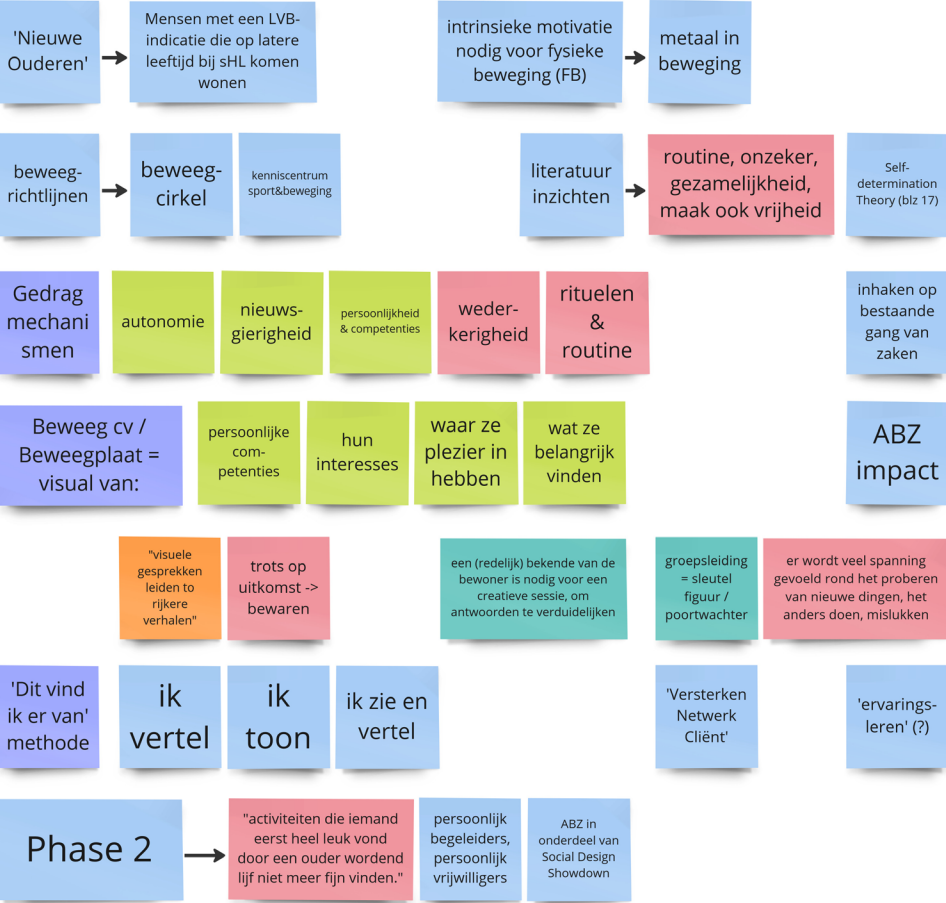 'Nieuwe
Ouderen'
Mensen met een LVB-
indicatie die op latere
leeftijd bij sHL komen
wonen
intrinsieke motivatie
nodig voor fysieke
beweging (FB)
metaal in
beweging
beweeg-
richtlijnen
beweeg-
cirkel
kenniscentrum
sport&beweging
literatuur
inzichten
routine, onzeker,
gezamelijkheid,
maak ook vrijheid
Self-
determination
Theory (blz 17)
Gedrag
mechani
smen
autonomie
nieuws-
gierigheid
persoonlijkheid
& competenties
weder-
kerigheid
rituelen
&
routine
inhaken op
bestaande
gang van
zaken
Beweeg cv /
Beweegplaat =
visual van:
persoonlijke
com-
petenties
hun
interesses
waar ze
plezier in
hebben
wat ze
belangrijk
vinden
ABZ
impact
"visuele
gesprekken
leiden to
rijkere
verhalen"
trots op
uitkomst ->
bewaren
een (redelijk) bekende van de
bewoner is nodig voor een
creatieve sessie, om
antwoorden te verduidelijken
groepsleiding
= sleutel
figuur /
poortwachter
er wordt veel spanning
gevoeld rond het proberen
van nieuwe dingen, het
anders doen, mislukken
'Dit vind
ik er van'
methode
ik
vertel
ik
toon
ik zie en
vertel
'Versterken
Netwerk
Cliënt'
'ervarings-
leren' (?)
Phase 2
"activiteiten die iemand
eerst heel leuk vond
door een ouder wordend
lijf niet meer fijn vinden."
persoonlijk
begeleiders,
persoonlijk
vrijwilligers
ABZ in
onderdeel van
Social Design
Showdown